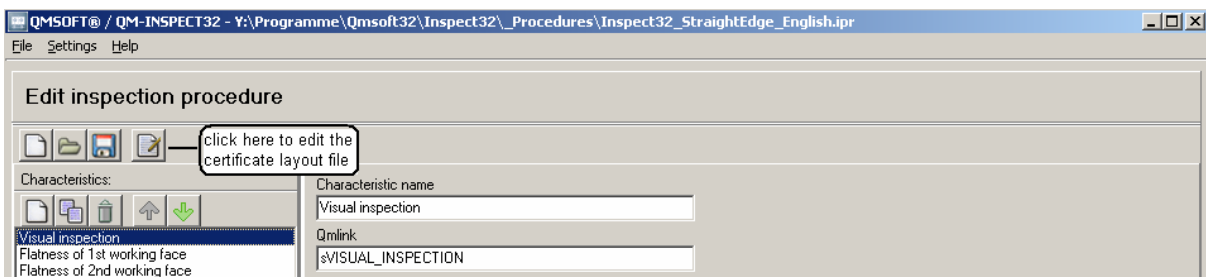 QMSOFT® / QM-INSPECT32 - Y:\Programme\Qmsoft32\Inspect32\_Procedures\Inspect32_StraightEdge_English.ipr
File Settings Help
Edit inspection procedure
click here to edit the
certificate layout file
Characteristics:
Visual inspection
Flatness of 1st working face
Flatness of 2nd working face
Characteristic name
Visual inspection
Qmlink
sVISUAL_INSPECTION